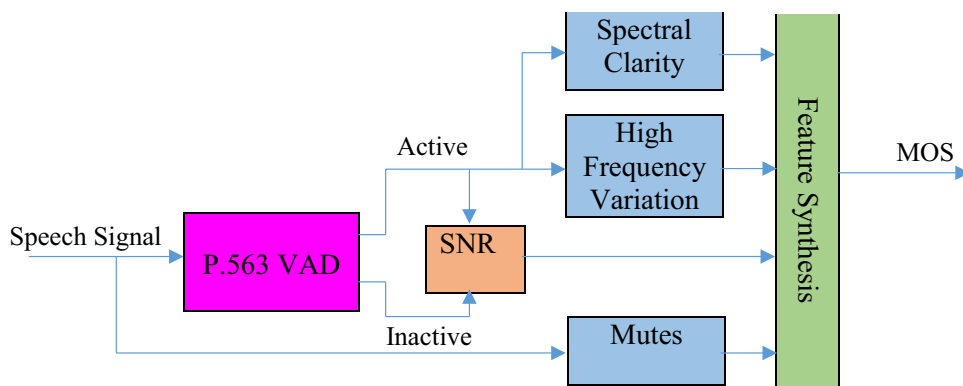 Spectral
Clarity
High
Frequency
Variation
Active
MOS
Feature Synthesis
Speech Signal
P.563 VAD
SNR
Inactive
Mutes